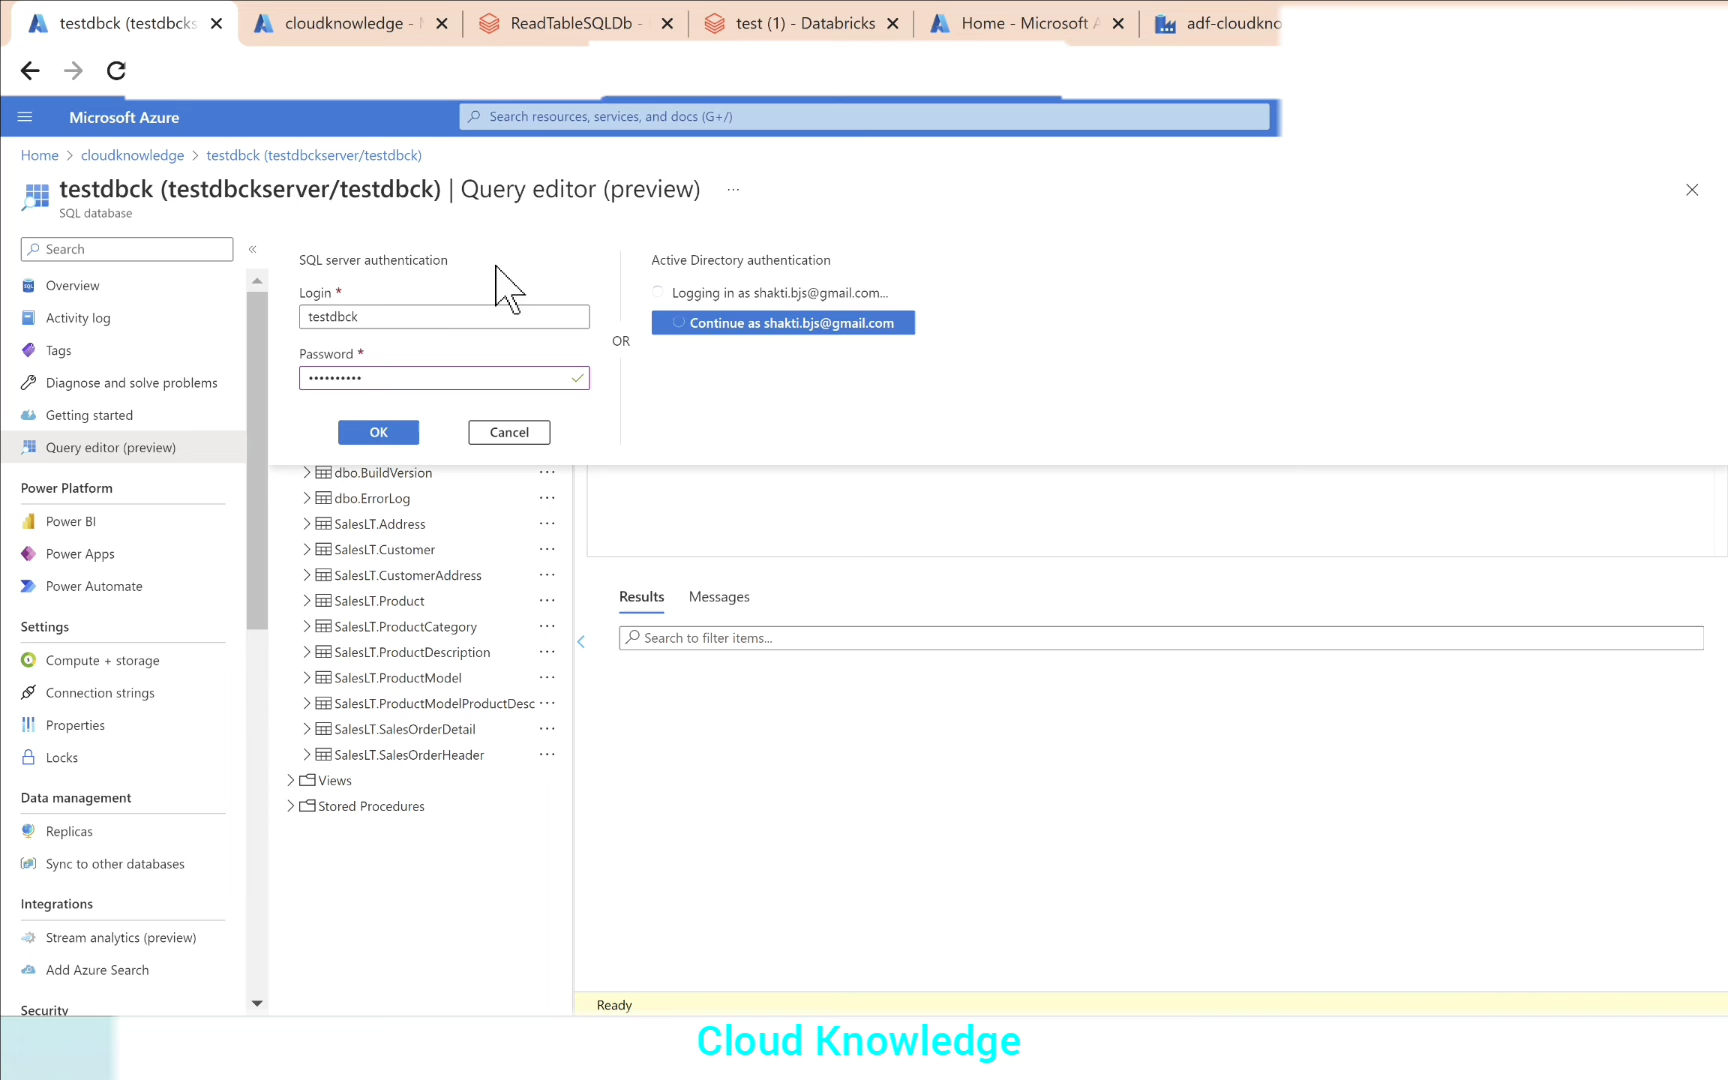 testdbck (testdbcks
cloudknowledge -
ReadTableSQLDb -
test (1) - Databricks
Home - Microsoft A
adf-cloudkno
Microsoft Azure
Search resources, services, and docs (G+/)
Home > cloudknowledge > testdbck (testdbckserver/testdbck)
testdbck (testdbckserver/testdbck) | Query editor (preview) ...
SQL database
Search
«
Overview
Activity log
Tags
Diagnose and solve problems
Getting started
Query editor (preview)
Power Platform
Power BI
Power Apps
Power Automate
Settings
Compute + storage
Connection strings
Properties
Locks
Data management
Replicas
Sync to other databases
Integrations
Stream analytics (preview)
Add Azure Search
Security
SQL server authentication
Login *
testdbck
Password *
••••••••••
OK
Cancel
OR
Active Directory authentication
Logging in as shakti.bjs@gmail.com...
Continue as shakti.bjs@gmail.com
dbo.BuildVersion ...
dbo.ErrorLog ...
SalesLT.Address ...
SalesLT.Customer ...
SalesLT.CustomerAddress ...
SalesLT.Product ...
SalesLT.ProductCategory ...
SalesLT.ProductDescription ...
SalesLT.ProductModel ...
SalesLT.ProductModelProductDesc ...
SalesLT.SalesOrderDetail ...
SalesLT.SalesOrderHeader ...
Views
Stored Procedures
Results
Messages
Search to filter items...
Ready
Cloud Knowledge